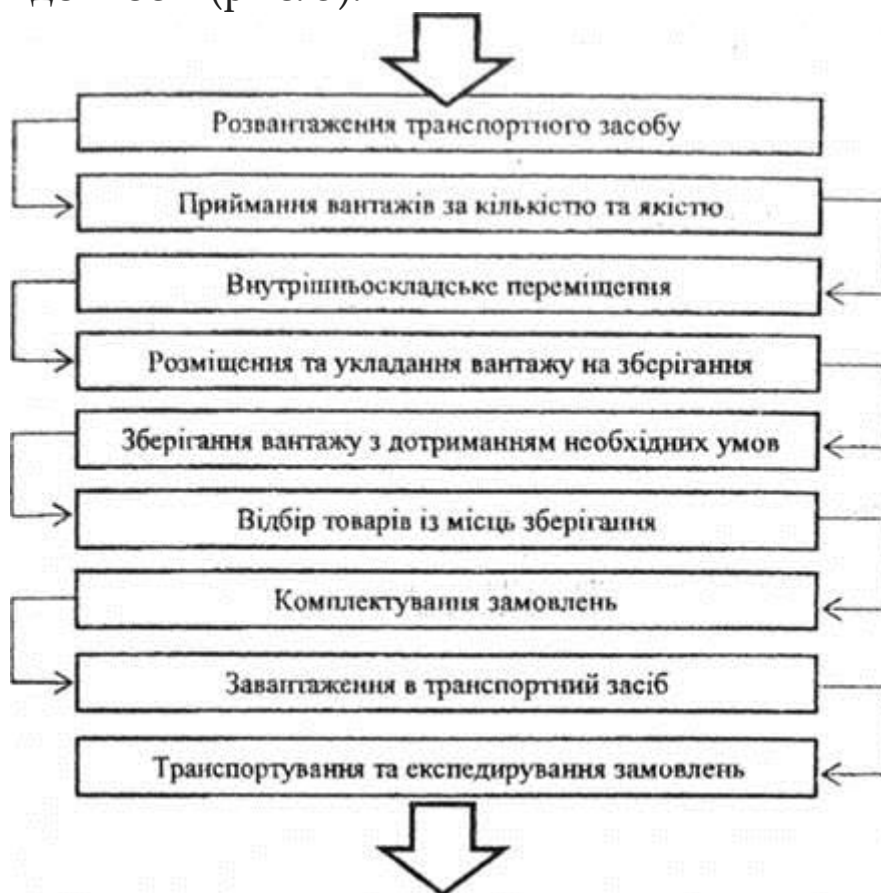 Розвантаження транспортного засобу
Приймання вантажів за кількістю та якістю
Внутрішньоскладське переміщення
Розміщення та укладання вантажу на зберігання
Зберігання вантажу з дотриманням необхідних умов
Відбір товарів із місць зберігання
Комплектування замовлень
Завантаження в транспортний засіб
Транспортування та експедирування замовлень